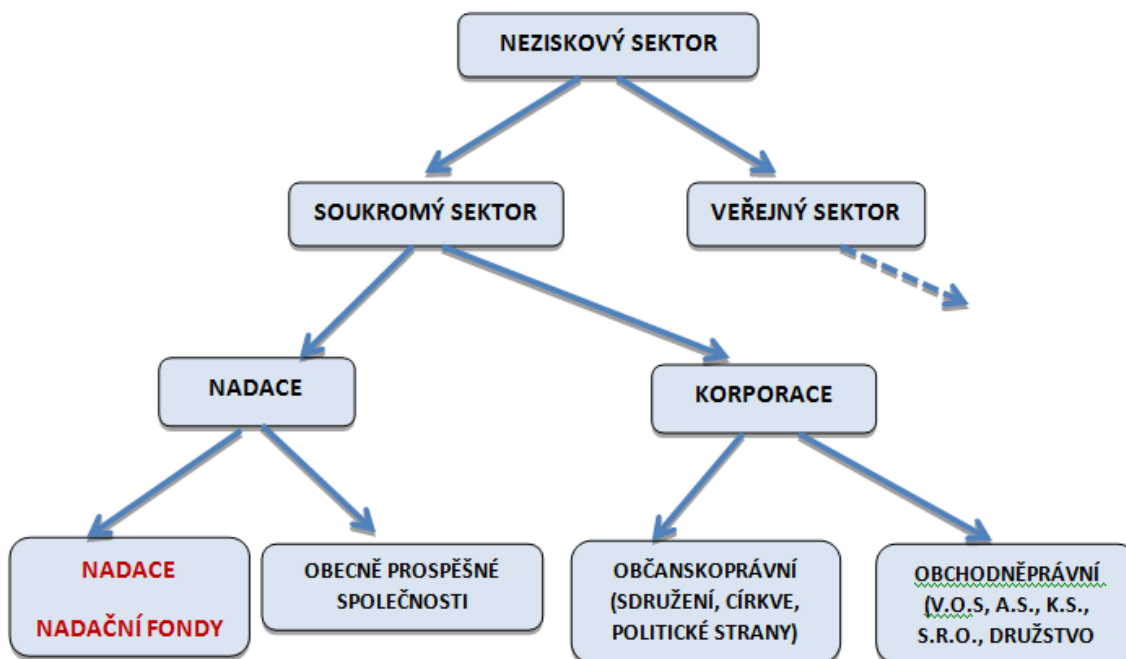 NEZISKOVÝ SEKTOR
SOUKROMÝ SEKTOR
VEŘEJNÝ SEKTOR
NADACE
KORPORACE
NADACE
NADAČNÍ FONDY
OBECNĚ PROSPĚŠNÉ
SPOLEČNOSTI
OBČANSKOPRÁVNÍ
(SDRUŽENÍ, CÍRKVE,
POLITICKÉ STRANY)
OBCHODNĚPRÁVNÍ
(V.O.S, A.S., K.S.,
S.R.O., DRUŽSTVO